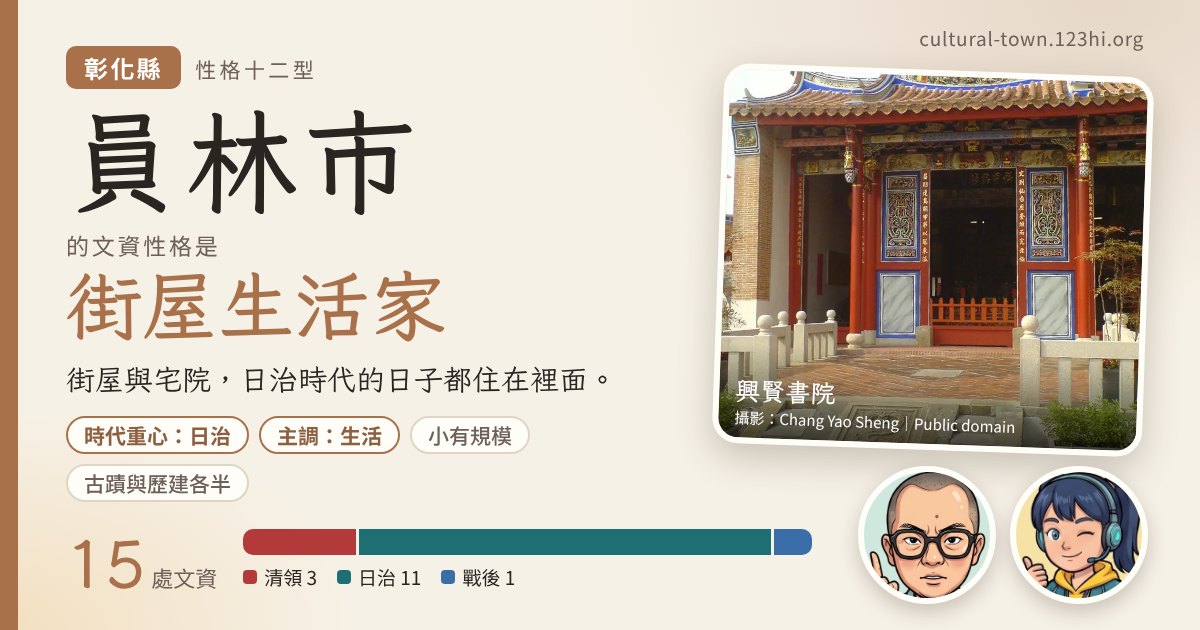 cultural-town.123hi.org
彰化縣 性格十二型
員林市
的文資性格是
街屋生活家
街屋與宅院，日治時代的日子都住在裡面。
時代重心：日治 主調：生活 小有規模
古蹟與歷建各半
15 處文資
清領 3 日治 11 戰後 1
興賢書院
攝影：Chang Yao Sheng｜Public domain